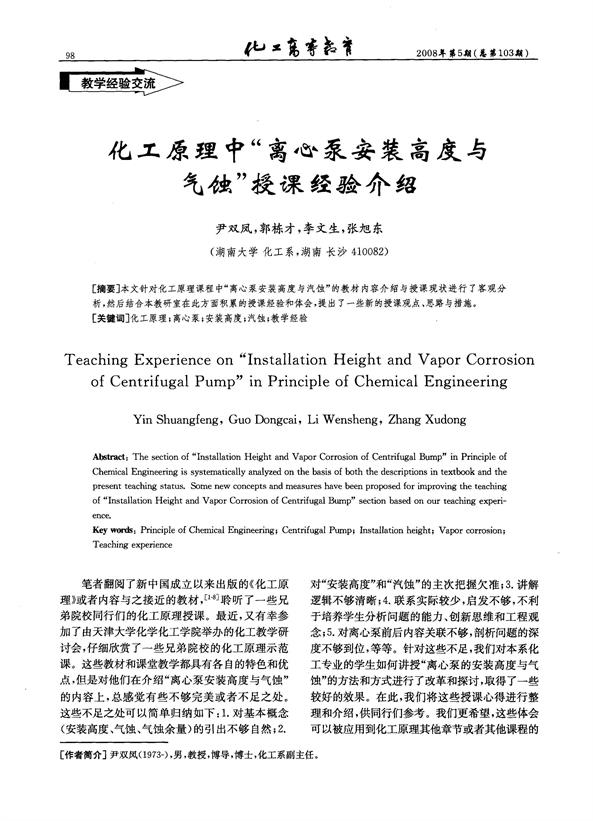 98
化工高等教育
2008年第5期(总第103期)
教学经验交流
化工原理中“离心泵安装高度与
气蚀”授课经验介绍
尹双凤,郭栋才,李文生,张旭东
(湖南大学 化工系,湖南 长沙 410082)
[摘要]本文针对化工原理课程中“离心泵安装高度与汽蚀”的教材内容介绍与授课现状进行了客观分
析,然后结合本教研室在此方面积累的授课经验和体会,提出了一些新的授课观点、思路与措施。
[关键词]化工原理;离心泵;安装高度;汽蚀;教学经验
Teaching Experience on “Installation Height and Vapor Corrosion
of Centrifugal Pump” in Principle of Chemical Engineering
Yin Shuangfeng, Guo Dongcai, Li Wensheng, Zhang Xudong
Abstract: The section of “Installation Height and Vapor Corrosion of Centrifugal Bump” in Principle of
Chemical Engineering is systematically analyzed on the basis of both the descriptions in textbook and the
present teaching status. Some new concepts and measures have been proposed for improving the teaching
of “Installation Height and Vapor Corrosion of Centrifugal Bump” section based on our teaching experi-
ence.
Key words: Principle of Chemical Engineering; Centrifugal Pump; Installation height; Vapor corrosion;
Teaching experience
笔者翻阅了新中国成立以来出版的《化工原
理》或者内容与之接近的教材,[1-8]聆听了一些兄
弟院校同行们的化工原理授课。最近,又有幸参
加了由天津大学化学化工学院举办的化工教学研
讨会,仔细欣赏了一些兄弟院校的化工原理示范
课。这些教材和课堂教学都具有各自的特色和优
点,但是对他们在介绍“离心泵安装高度与气蚀”
的内容上,总感觉有些不够完美或者不足之处。
这些不足之处可以简单归纳如下:1. 对基本概念
(安装高度、气蚀、气蚀余量)的引出不够自然;2.
对“安装高度”和“汽蚀”的主次把握欠准;3. 讲解
逻辑不够清晰;4. 联系实际较少,启发不够,不利
于培养学生分析问题的能力、创新思维和工程观
念;5. 对离心泵前后内容关联不够,剖析问题的深
度不够到位,等等。针对这些不足,我们对本系化
工专业的学生如何讲授“离心泵的安装高度与气
蚀”的方法和方式进行了改革和探讨,取得了一些
较好的效果。在此,我们将这些授课心得进行整
理和介绍,供同行们参考。我们更希望,这些体会
可以被应用到化工原理其他章节或者其他课程的
[作者简介] 尹双凤(1973-),男,教授,博导,博士,化工系副主任。